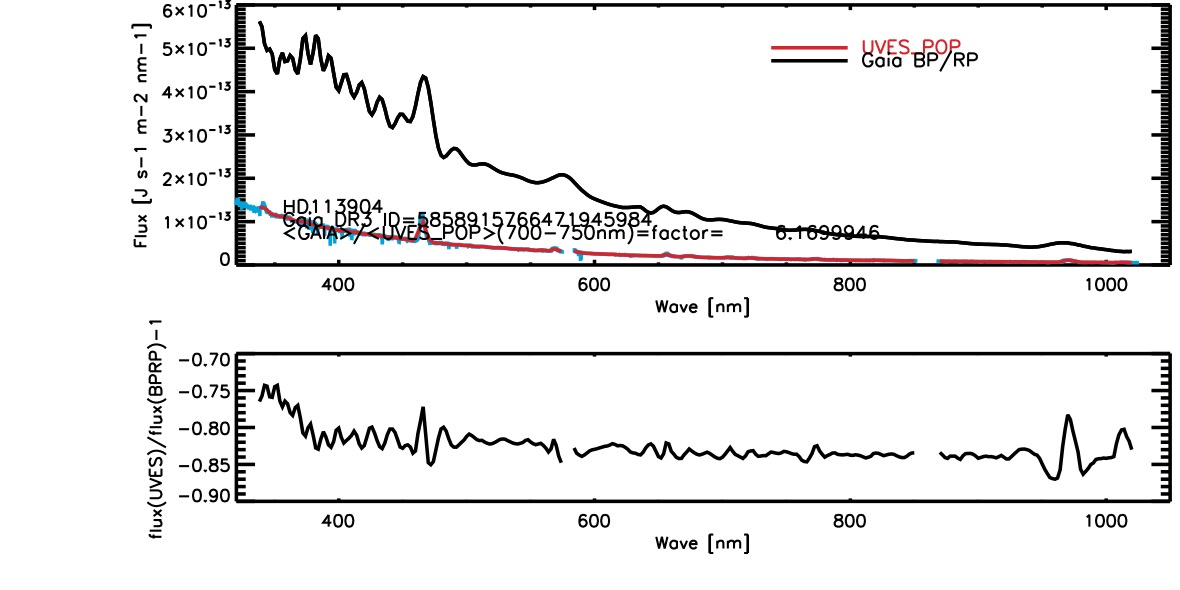 6×10−13
5×10−13
4×10−13
3×10−13
2×10−13
1×10−13
0
Flux [J s−1 m−2 nm−1]
UVES_POP
Gaia BP/RP
HD113904
Gaia DR3 ID=5858915766471945984
<GAIA>/<UVES_POP>(700−750nm)=factor= 6.1699946
400 600 800 1000
Wave [nm]
−0.70
−0.75
−0.80
−0.85
−0.90
flux(UVES)/flux(BPRP)−1
400 600 800 1000
Wave [nm]